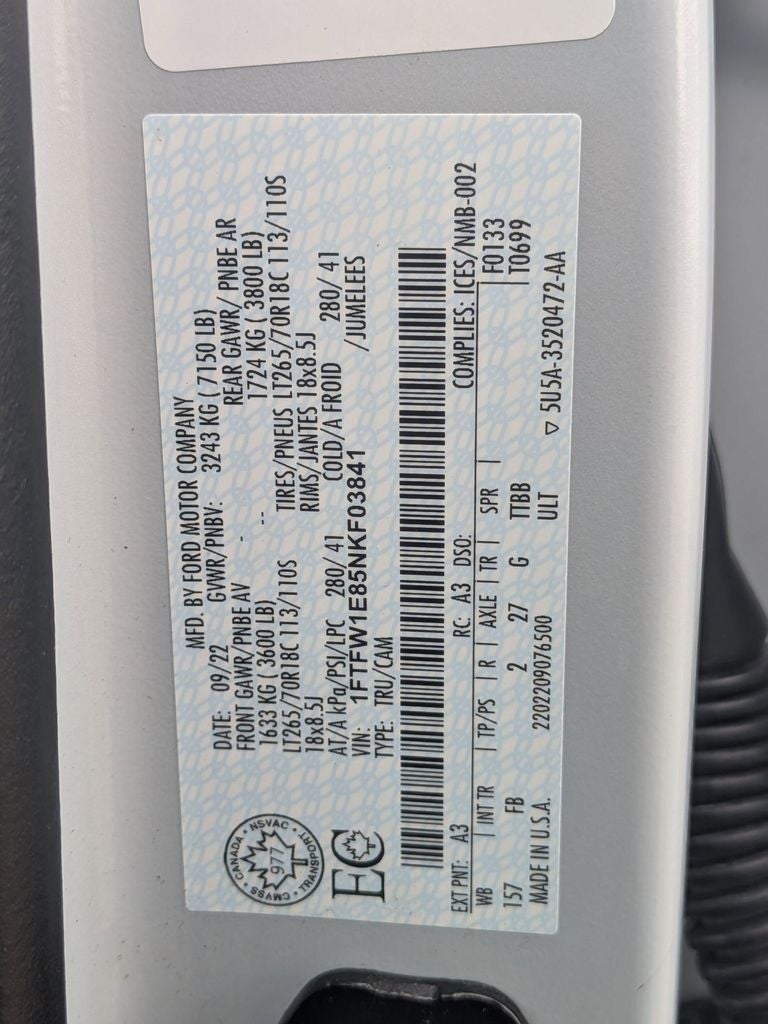 MFD. BY FORD MOTOR COMPANY
DATE: 09/22 GVWR/PNBV: 3243 KG ( 7150 LB)
FRONT GAWR/PNBE AV - REAR GAWR/ PNBE AR
1633 KG ( 3600 LB) -- 1724 KG ( 3800 LB)
LT265/70R18C 113/110S TIRES/PNEUS LT265/70R18C 113/110S
18x8.5J RIMS/JANTES 18x8.5J
AT/A kPa/PSI/LPC 280/ 41 COLD/A FROID 280/ 41
VIN: 1FTFW1E85NKF03841 /JUMELEES
TYPE: TRU/CAM
CANADA • NSVAC • TRANSPORT • CMVSS •
977
EC
EXT PNT: A3 RC: A3 DSO: COMPLIES: ICES/NMB-002
WB | INT TR | TP/PS | R | AXLE | TR | SPR | F0133
157 FB 2 27 G TTBB T0699
ULT
MADE IN U.S.A. 2202209076500 ▽ 5U5A-3520472-AA